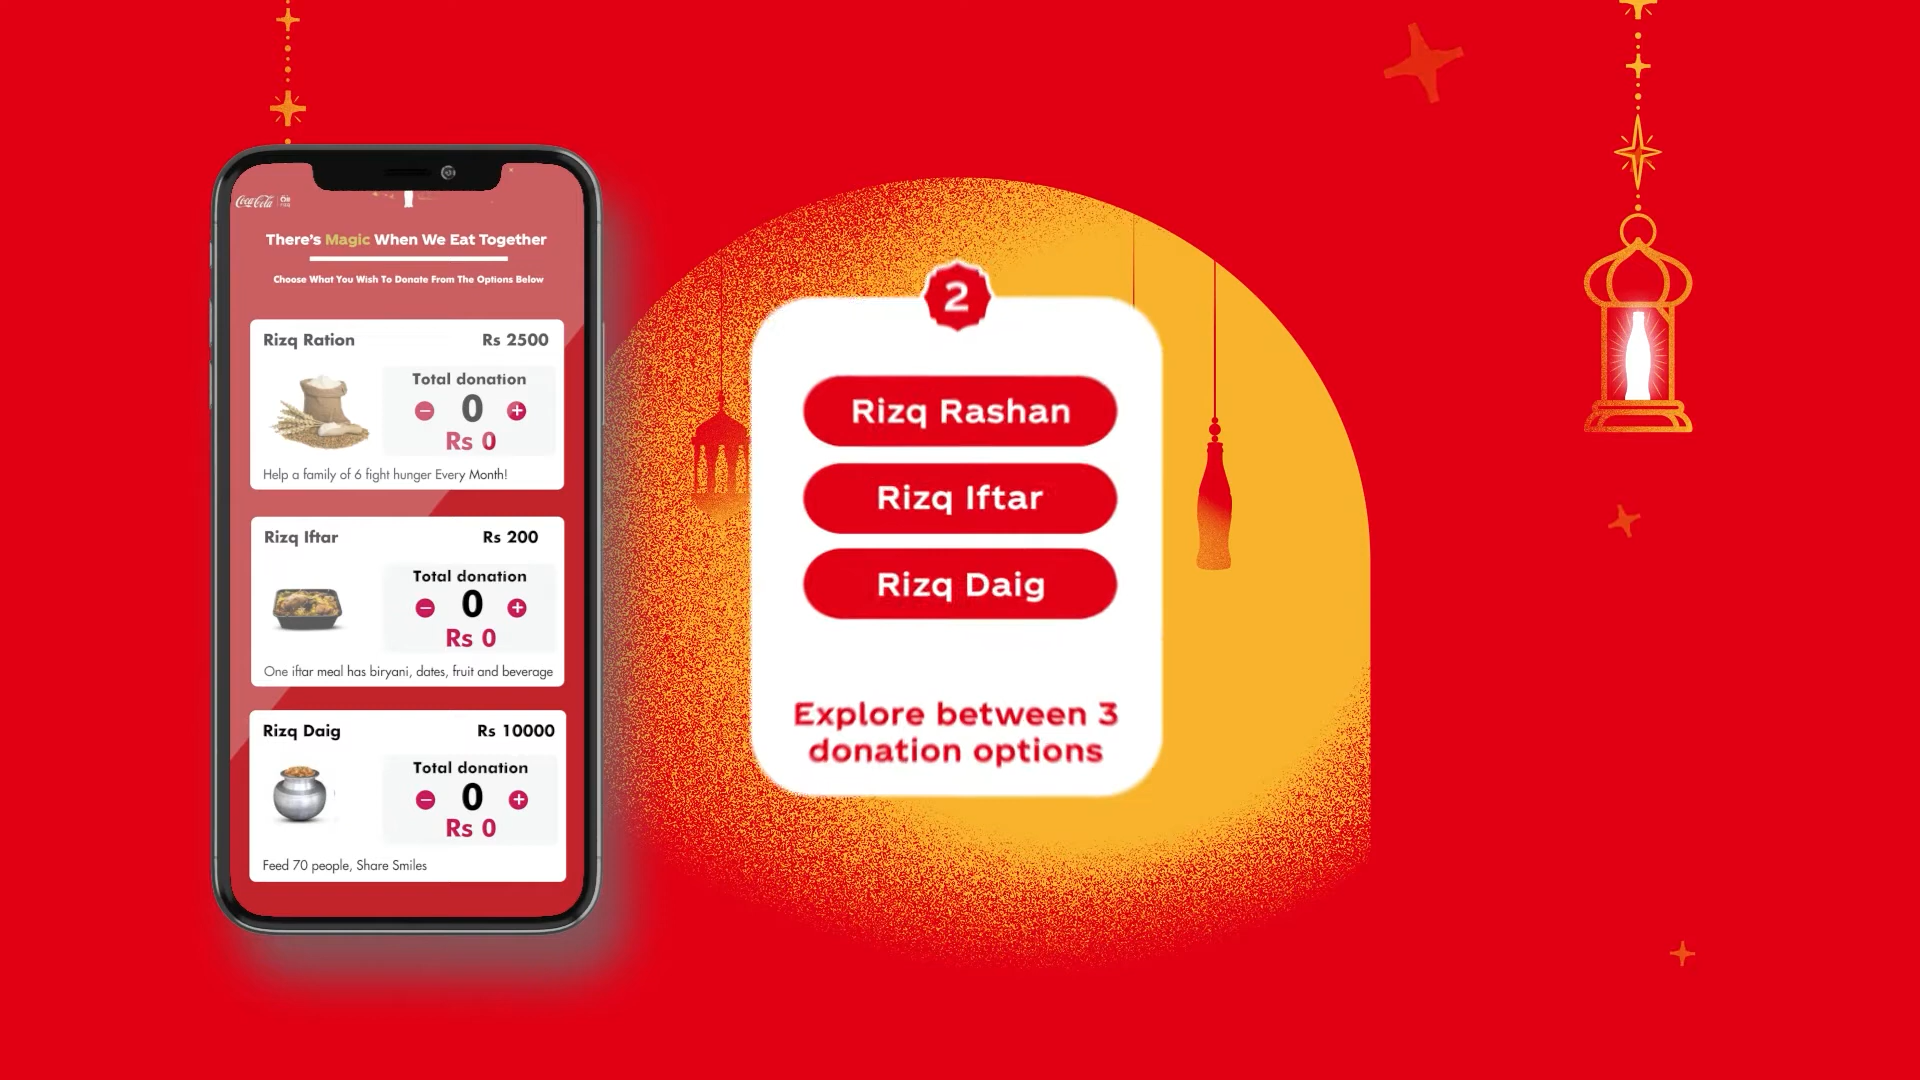 Coca-Cola
There's Magic When We Eat Together
Choose What You Wish To Donate From The Options Below
Rizq Ration Rs 2500
Total donation
− 0 +
Rs 0
Help a family of 6 fight hunger Every Month!
Rizq Iftar Rs 200
Total donation
− 0 +
Rs 0
One iftar meal has biryani, dates, fruit and beverage
Rizq Daig Rs 10000
Total donation
− 0 +
Rs 0
Feed 70 people, Share Smiles
2
Rizq Rashan
Rizq Iftar
Rizq Daig
Explore between 3
donation options